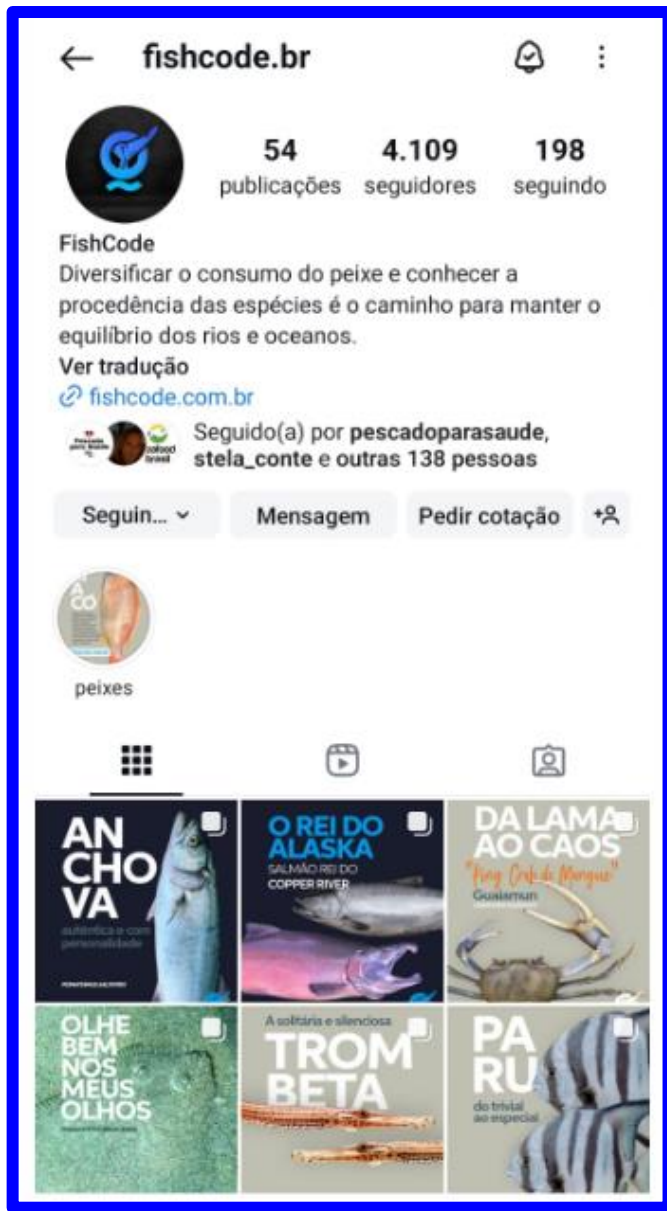 fishcode.br
54
4.109
198
publicações
seguidores
seguindo
FishCode
Diversificar o consumo do peixe e conhecer a
procedência das espécies é o caminho para manter o
equilíbrio dos rios e oceanos.
Ver tradução
fishcode.com.br
Seguido(a) por pescadoparasaude,
stela_conte e outras 138 pessoas
Seguin...
Mensagem
Pedir cotação
peixes
AN
CHO
VA
autêntica e com
personalidade
O REI DO
ALASKA
SALMÃO REI DO
COPPER RIVER
DA LAMA
AO CAOS
"King Crab do Mangue"
Guaiamun
OLHE
BEM
NOS
MEUS
OLHOS
A solitária e silenciosa
TROM
BETA
PA
RU
do trivial
ao especial